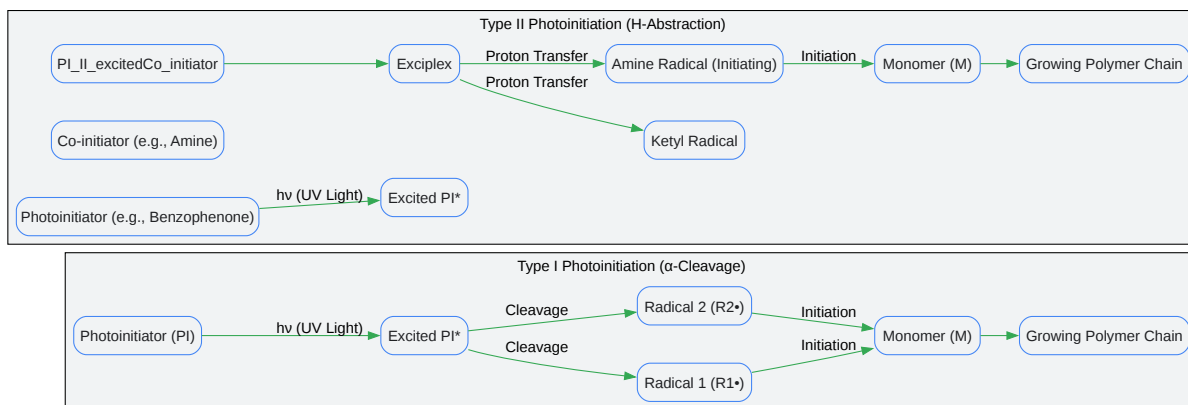 Type II Photoinitiation (H-Abstraction)
PI_II_excitedCo_initiator
Exciplex
Proton Transfer
Proton Transfer
Amine Radical (Initiating)
Initiation
Monomer (M)
Growing Polymer Chain
Co-initiator (e.g., Amine)
Ketyl Radical
Photoinitiator (e.g., Benzophenone)
hν (UV Light)
Excited PI*
Type I Photoinitiation (α-Cleavage)
Photoinitiator (PI)
hν (UV Light)
Excited PI*
Cleavage
Cleavage
Radical 2 (R2•)
Radical 1 (R1•)
Initiation
Initiation
Monomer (M)
Growing Polymer Chain